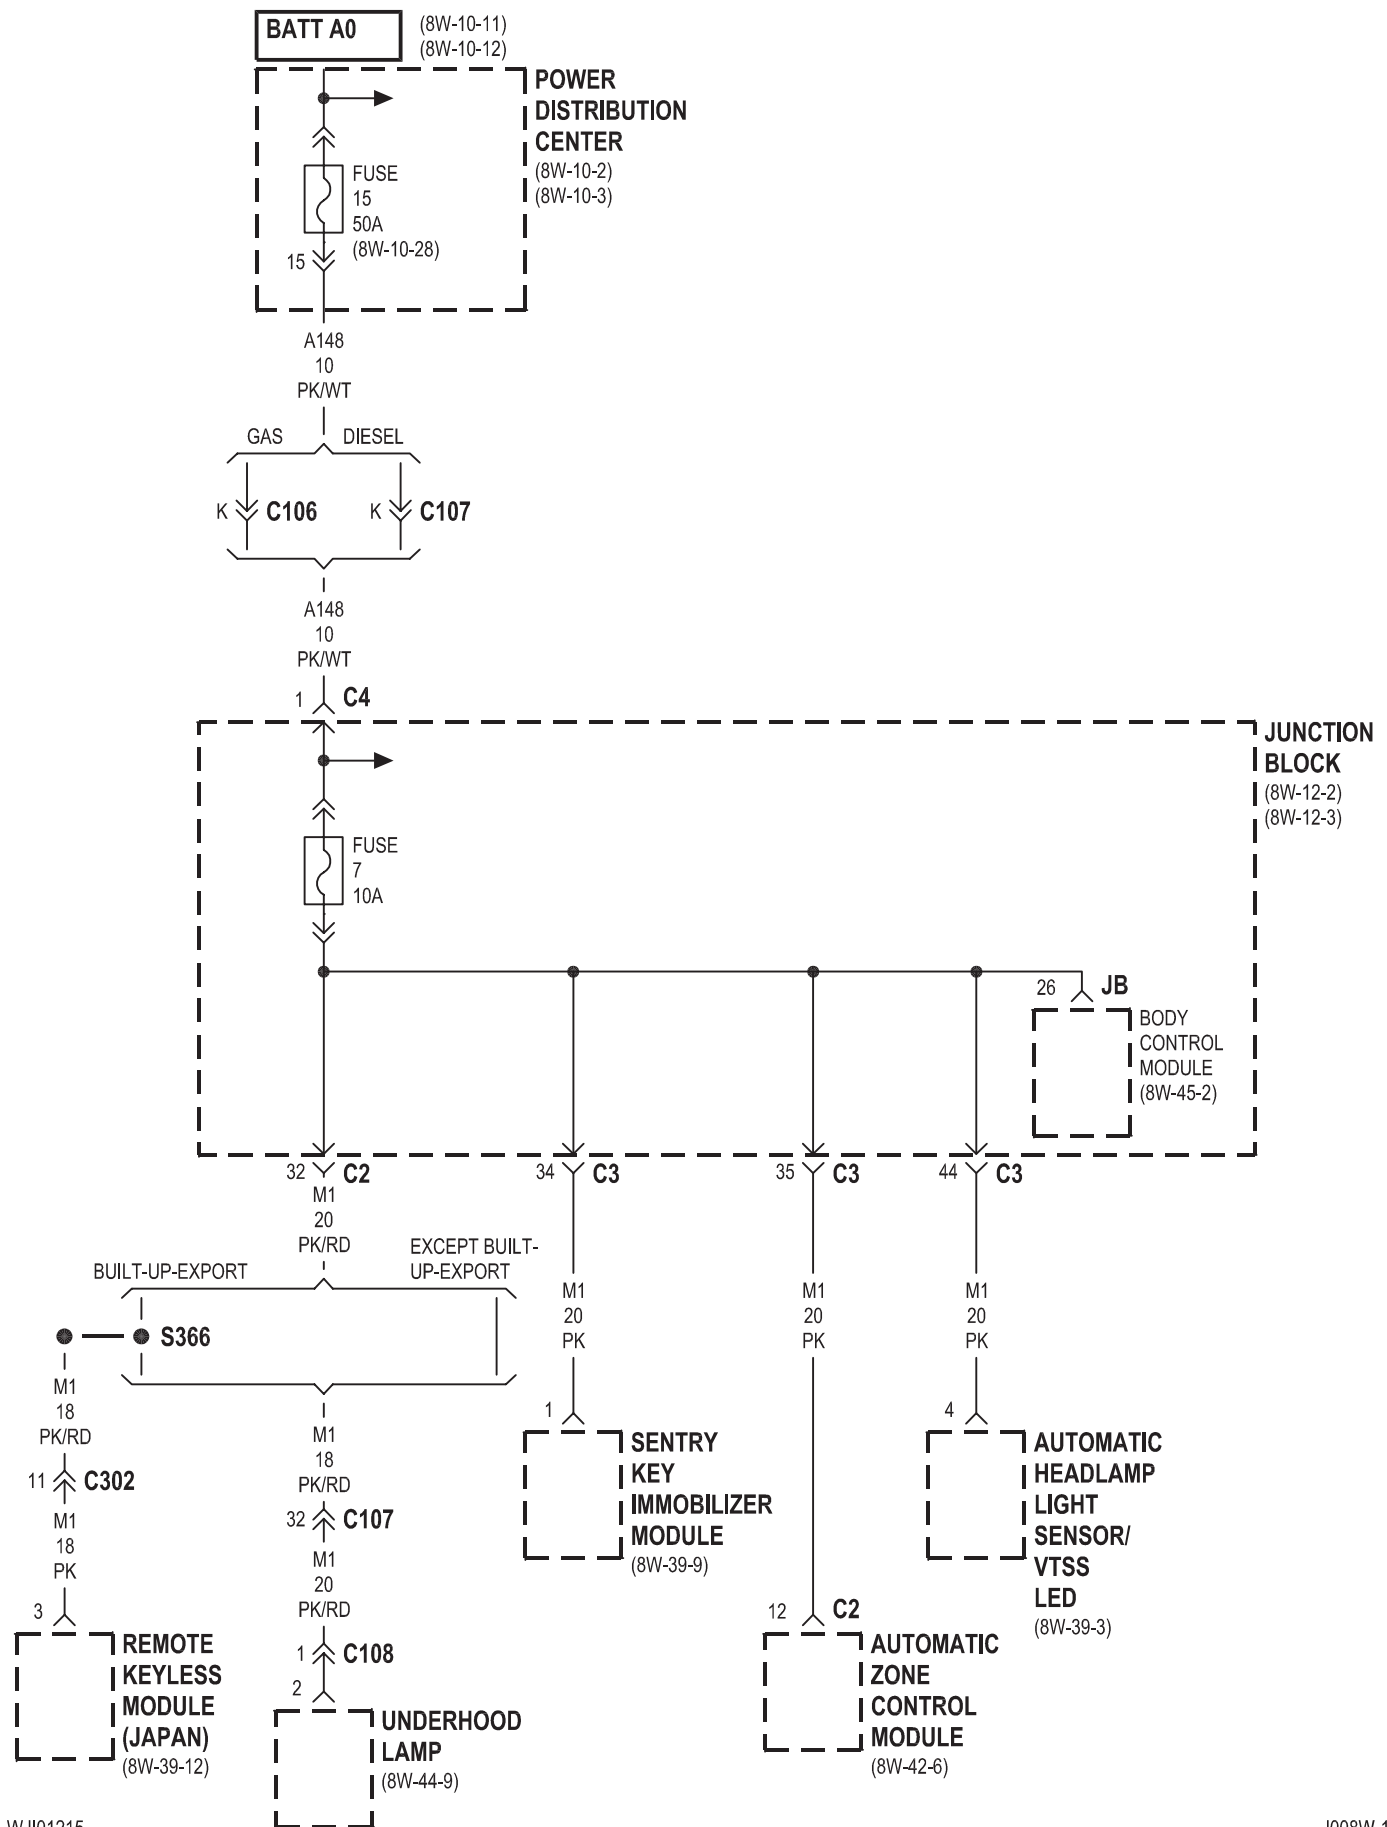 BATT A0
(8W-10-11)
(8W-10-12)
POWER
DISTRIBUTION
CENTER
(8W-10-2)
(8W-10-3)
FUSE
15
50A
(8W-10-28)
15
A148
10
PK/WT
GAS
DIESEL
K
C106
K
C107
A148
10
PK/WT
1
C4
JUNCTION
BLOCK
(8W-12-2)
(8W-12-3)
FUSE
7
10A
26
JB
BODY
CONTROL
MODULE
(8W-45-2)
32
C2
34
C3
35
C3
44
C3
M1
20
PK/RD
BUILT-UP-EXPORT
EXCEPT BUILT-
UP-EXPORT
M1
20
PK
M1
20
PK
M1
20
PK
S366
M1
18
PK/RD
11
C302
M1
18
PK
3
REMOTE
KEYLESS
MODULE
(JAPAN)
(8W-39-12)
M1
18
PK/RD
32
C107
M1
20
PK/RD
1
C108
2
UNDERHOOD
LAMP
(8W-44-9)
1
SENTRY
KEY
IMMOBILIZER
MODULE
(8W-39-9)
12
C2
AUTOMATIC
ZONE
CONTROL
MODULE
(8W-42-6)
4
AUTOMATIC
HEADLAMP
LIGHT
SENSOR/
VTSS
LED
(8W-39-3)